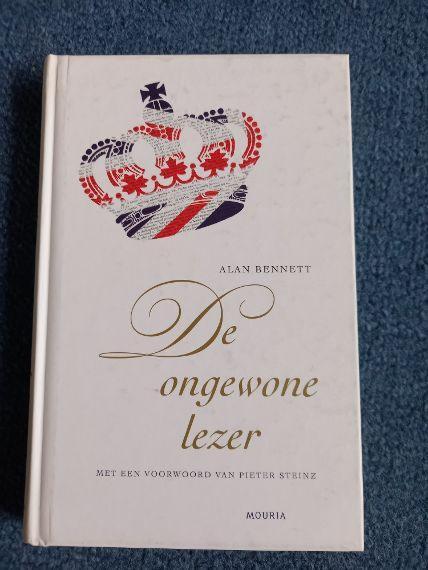 ALAN BENNETT
De
ongewone
lezer
MET EEN VOORWOORD VAN PIETER STEINZ
MOURIA